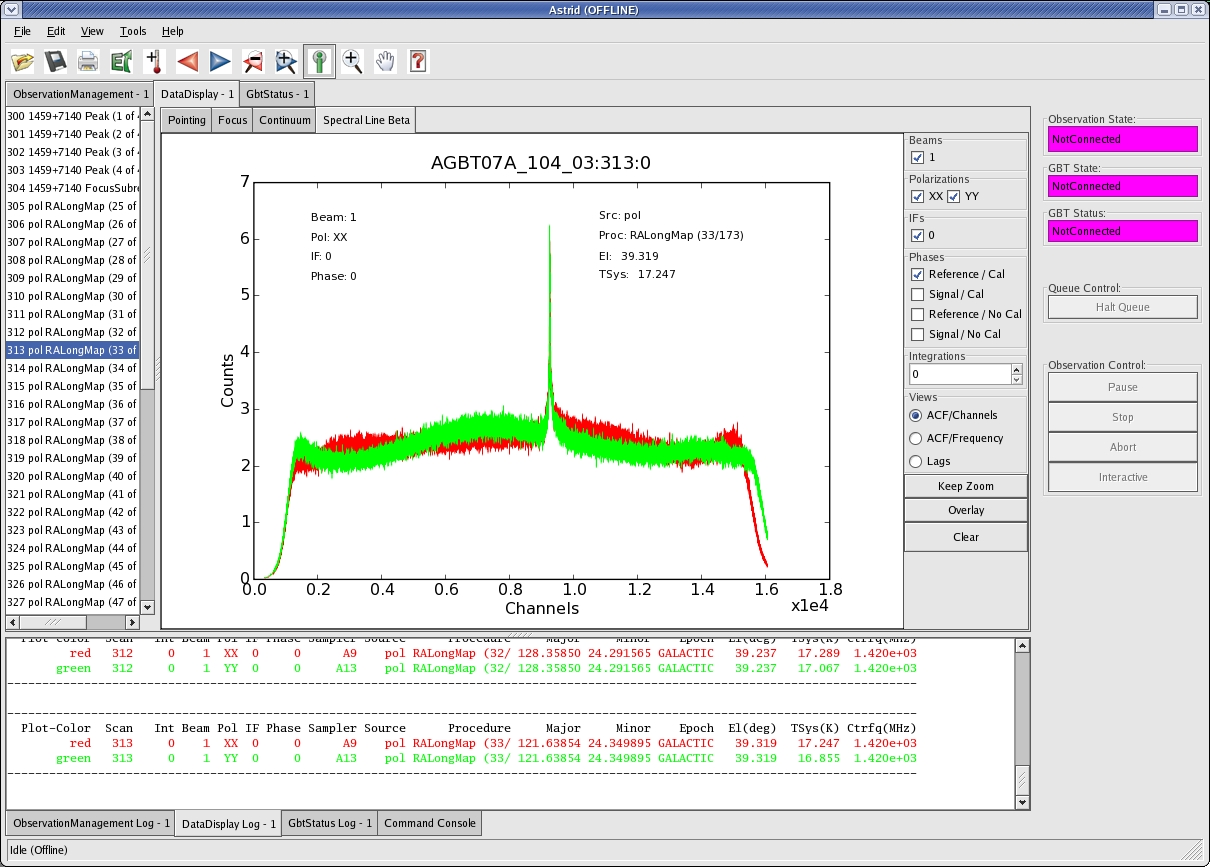 Astrid (OFFLINE)
File Edit View Tools Help
ObservationManagement - 1 DataDisplay - 1 GbtStatus - 1
300 1459+7140 Peak (1 of
301 1459+7140 Peak (2 of
302 1459+7140 Peak (3 of
303 1459+7140 Peak (4 of
304 1459+7140 FocusSubre
305 pol RALongMap (25 of
306 pol RALongMap (26 of
307 pol RALongMap (27 of
308 pol RALongMap (28 of
309 pol RALongMap (29 of
310 pol RALongMap (30 of
311 pol RALongMap (31 of
312 pol RALongMap (32 of
313 pol RALongMap (33 of
314 pol RALongMap (34 of
315 pol RALongMap (35 of
316 pol RALongMap (36 of
317 pol RALongMap (37 of
318 pol RALongMap (38 of
319 pol RALongMap (39 of
320 pol RALongMap (40 of
321 pol RALongMap (41 of
322 pol RALongMap (42 of
323 pol RALongMap (43 of
324 pol RALongMap (44 of
325 pol RALongMap (45 of
326 pol RALongMap (46 of
327 pol RALongMap (47 of
Pointing Focus Continuum Spectral Line Beta
AGBT07A_104_03:313:0
Beam: 1
Pol: XX
IF: 0
Phase: 0
Src: pol
Proc: RALongMap (33/173)
El: 39.319
TSys: 17.247
7
6
5
4
3
2
1
0
Counts
0.0 0.2 0.4 0.6 0.8 1.0 1.2 1.4 1.6 1.8
Channels
x1e4
Beams
1
Polarizations
XX YY
IFs
0
Phases
Reference / Cal
Signal / Cal
Reference / No Cal
Signal / No Cal
Integrations
0
Views
ACF/Channels
ACF/Frequency
Lags
Keep Zoom
Overlay
Clear
Observation State:
NotConnected
GBT State:
NotConnected
GBT Status:
NotConnected
Queue Control:
Halt Queue
Observation Control:
Pause
Stop
Abort
Interactive
Plot-Color Scan Int Beam Pol IF Phase Sampler Source Procedure Major Minor Epoch El(deg) TSys(K) Ctrfq(MHz)
red 312 0 1 XX 0 0 A9 pol RALongMap (32/ 128.35850 24.291565 GALACTIC 39.237 17.289 1.420e+03
green 312 0 1 YY 0 0 A13 pol RALongMap (32/ 128.35850 24.291565 GALACTIC 39.237 17.067 1.420e+03
Plot-Color Scan Int Beam Pol IF Phase Sampler Source Procedure Major Minor Epoch El(deg) TSys(K) Ctrfq(MHz)
red 313 0 1 XX 0 0 A9 pol RALongMap (33/ 121.63854 24.349895 GALACTIC 39.319 17.247 1.420e+03
green 313 0 1 YY 0 0 A13 pol RALongMap (33/ 121.63854 24.349895 GALACTIC 39.319 16.855 1.420e+03
ObservationManagement Log - 1 DataDisplay Log - 1 GbtStatus Log - 1 Command Console
Idle (Offline)